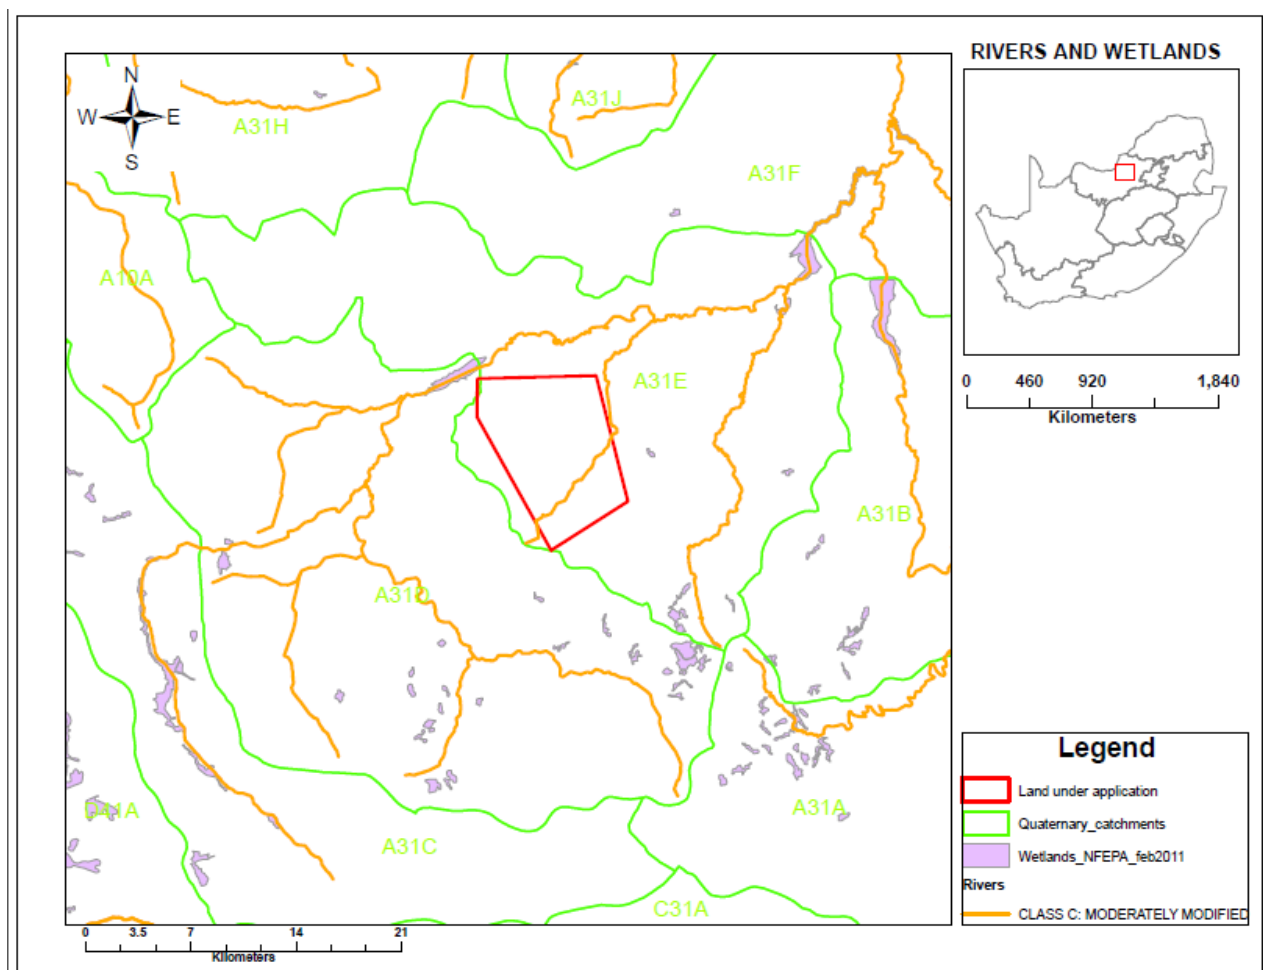 RIVERS AND WETLANDS
N
W E
S
A31J
A31H
A31F
A10A
A31E
A31B
A31D
A31A
A31C
C31A
0 460 920 1,840
Kilometers
Legend
Land under application
Quaternary_catchments
Wetlands_NFEPA_feb2011
Rivers
CLASS C: MODERATELY MODIFIED
0 3.5 7 14 21
Kilometers